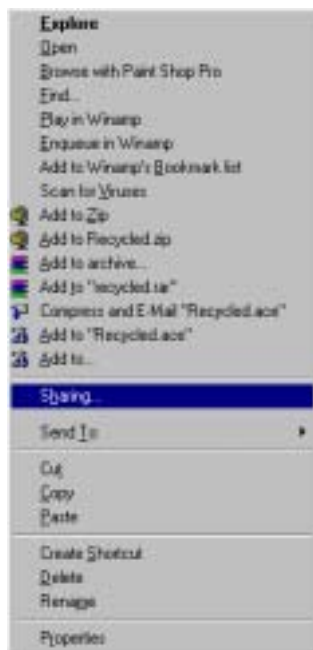 Explore
Open
Browse with Paint Shop Pro
Find...
Play in Winamp
Enqueue in Winamp
Add to Winamp's Bookmark list
Scan for Viruses
Add to Zip
Add to Recycled.zip
Add to archive...
Add to "recycled.rar"
Compress and E-Mail "Recycled.ace"
Add to "Recycled.ace"
Add to...
Sharing...
Send To
Cut
Copy
Paste
Create Shortcut
Delete
Rename
Properties